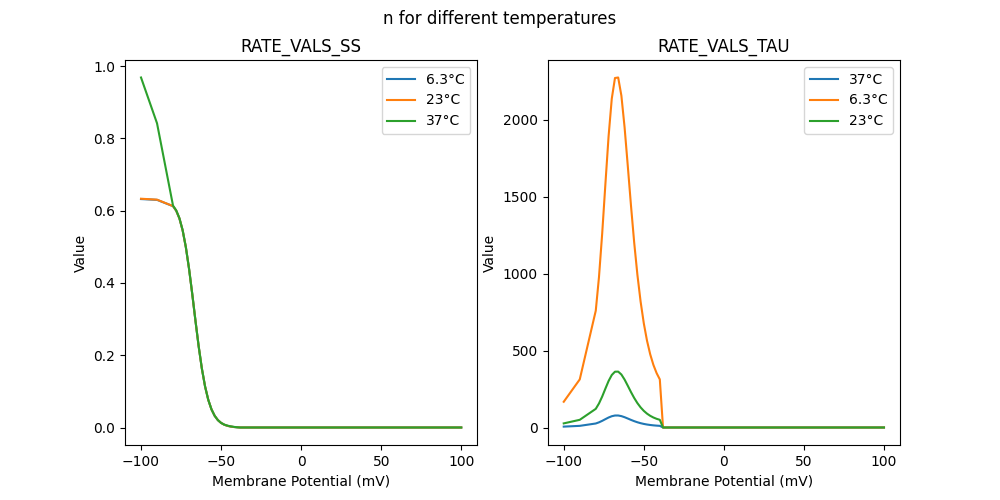 n for different temperatures
RATE_VALS_SS
RATE_VALS_TAU
1.0
0.8
0.6
0.4
0.2
0.0
Value
6.3°C
23°C
37°C
−100
−50
0
50
100
Membrane Potential (mV)
2000
1500
1000
500
0
Value
37°C
6.3°C
23°C
−100
−50
0
50
100
Membrane Potential (mV)